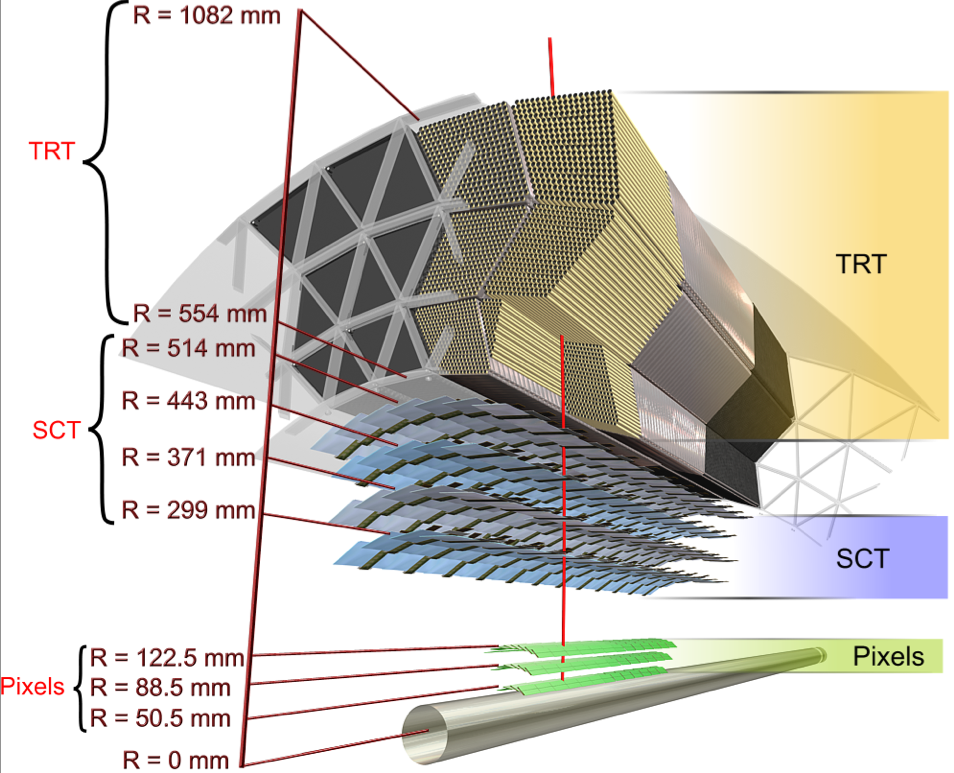 R = 1082 mm
TRT
TRT
R = 554 mm
R = 514 mm
R = 443 mm
SCT
R = 371 mm
R = 299 mm
SCT
R = 122.5 mm
Pixels
Pixels
R = 88.5 mm
R = 50.5 mm
R = 0 mm